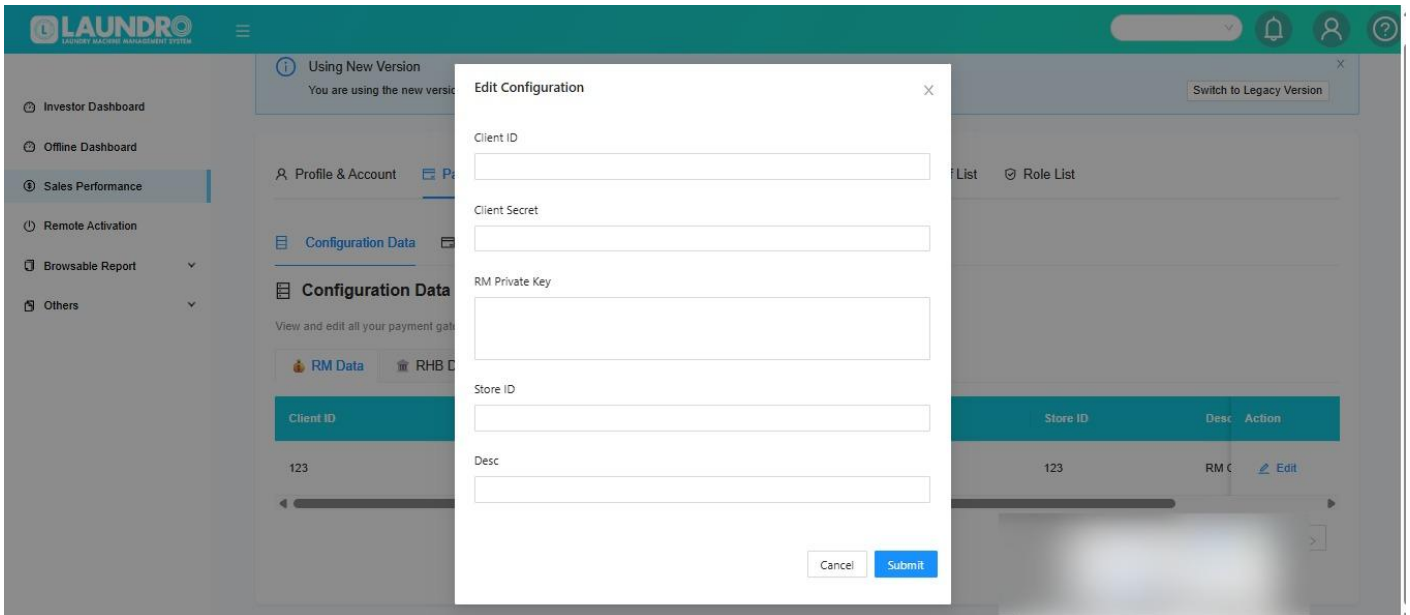 LAUNDRO
LAUNDRY MACHINE MANAGEMENT SYSTEM
Using New Version
You are using the new versic
Switch to Legacy Version
Investor Dashboard
Offline Dashboard
Sales Performance
Remote Activation
Browsable Report
Others
Profile & Account
Pa
List
Role List
Configuration Data
Configuration Data
View and edit all your payment gat
RM Data
RHB D
Client ID
Store ID
Desc
Action
123
123
RM
Edit
Edit Configuration
Client ID
Client Secret
RM Private Key
Store ID
Desc
Cancel
Submit